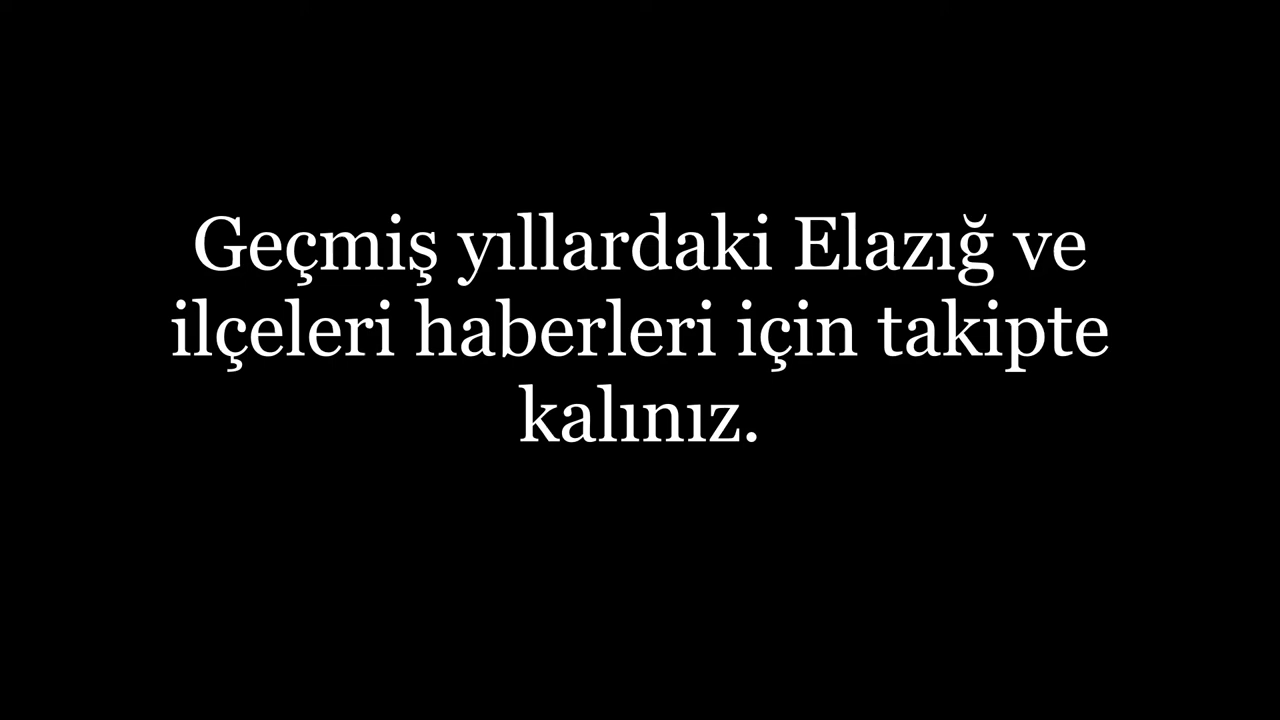 Geçmiş yıllardaki Elazığ ve
ilçeleri haberleri için takipte
kalınız.